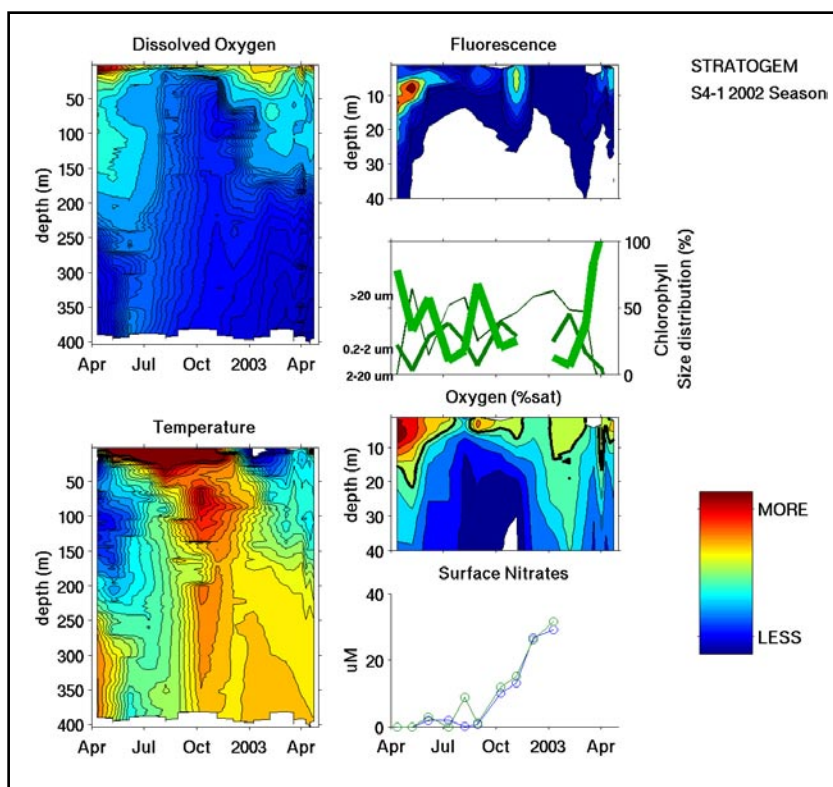 Dissolved Oxygen
50
100
150
200
250
300
350
400
depth (m)
Apr Jul Oct 2003 Apr
Fluorescence
10
20
30
40
depth (m)
STRATOGEM
S4-1 2002 Season
>20 um
0.2-2 um
2-20 um
100
50
0
Chlorophyll
Size distribution (%)
Temperature
50
100
150
200
250
300
350
400
depth (m)
Apr Jul Oct 2003 Apr
Oxygen (%sat)
10
20
30
40
depth (m)
Surface Nitrates
40
20
0
uM
Apr Jul Oct 2003 Apr
MORE
LESS